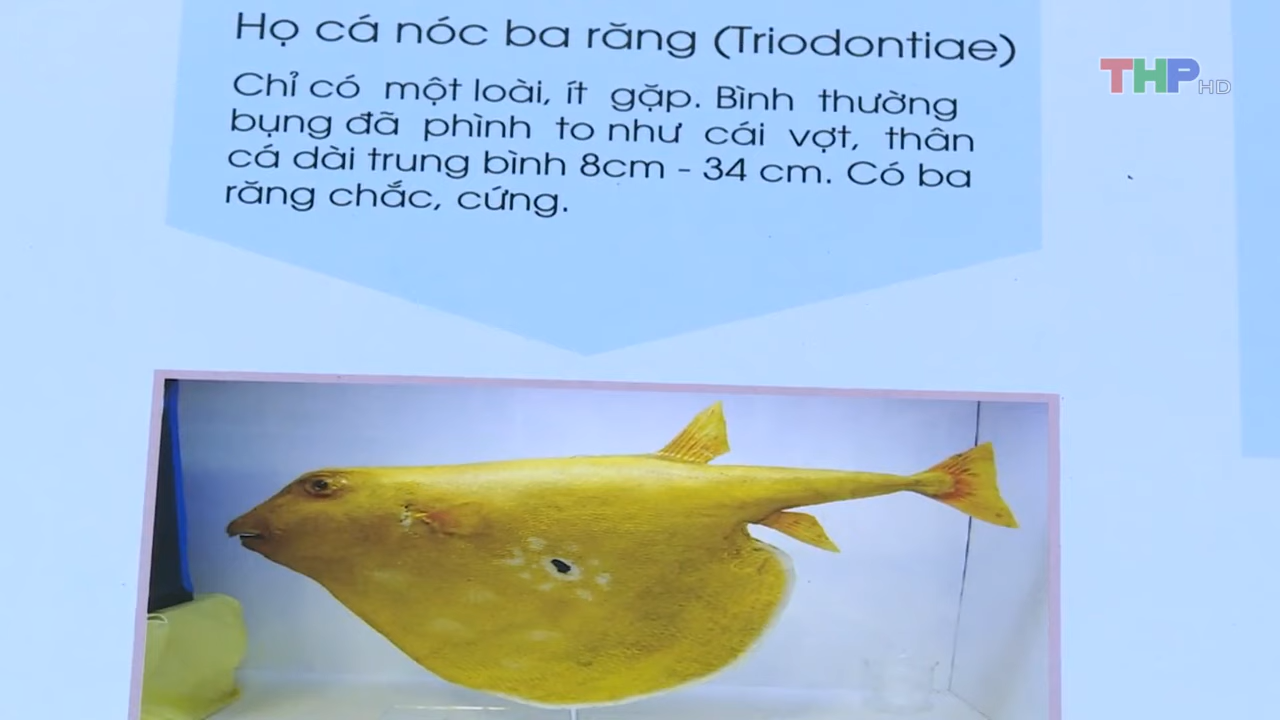 Họ cá nóc ba răng (Triodontiae)
THP HD
Chỉ có một loài, ít gặp. Bình thường
bụng đã phình to như cái vợt, thân
cá dài trung bình 8cm - 34 cm. Có ba
răng chắc, cứng.